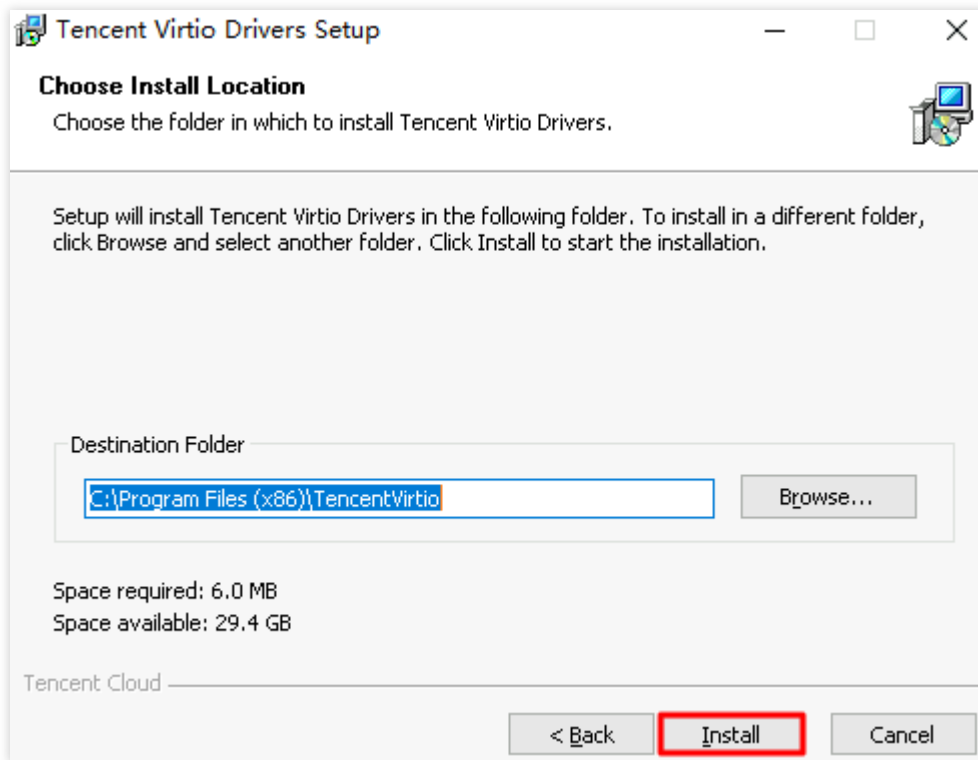 Tencent Virtio Drivers Setup
Choose Install Location
Choose the folder in which to install Tencent Virtio Drivers.
Setup will install Tencent Virtio Drivers in the following folder. To install in a different folder,
click Browse and select another folder. Click Install to start the installation.
Destination Folder
C:\Program Files (x86)\TencentVirtio
Browse...
Space required: 6.0 MB
Space available: 29.4 GB
Tencent Cloud
< Back
Install
Cancel